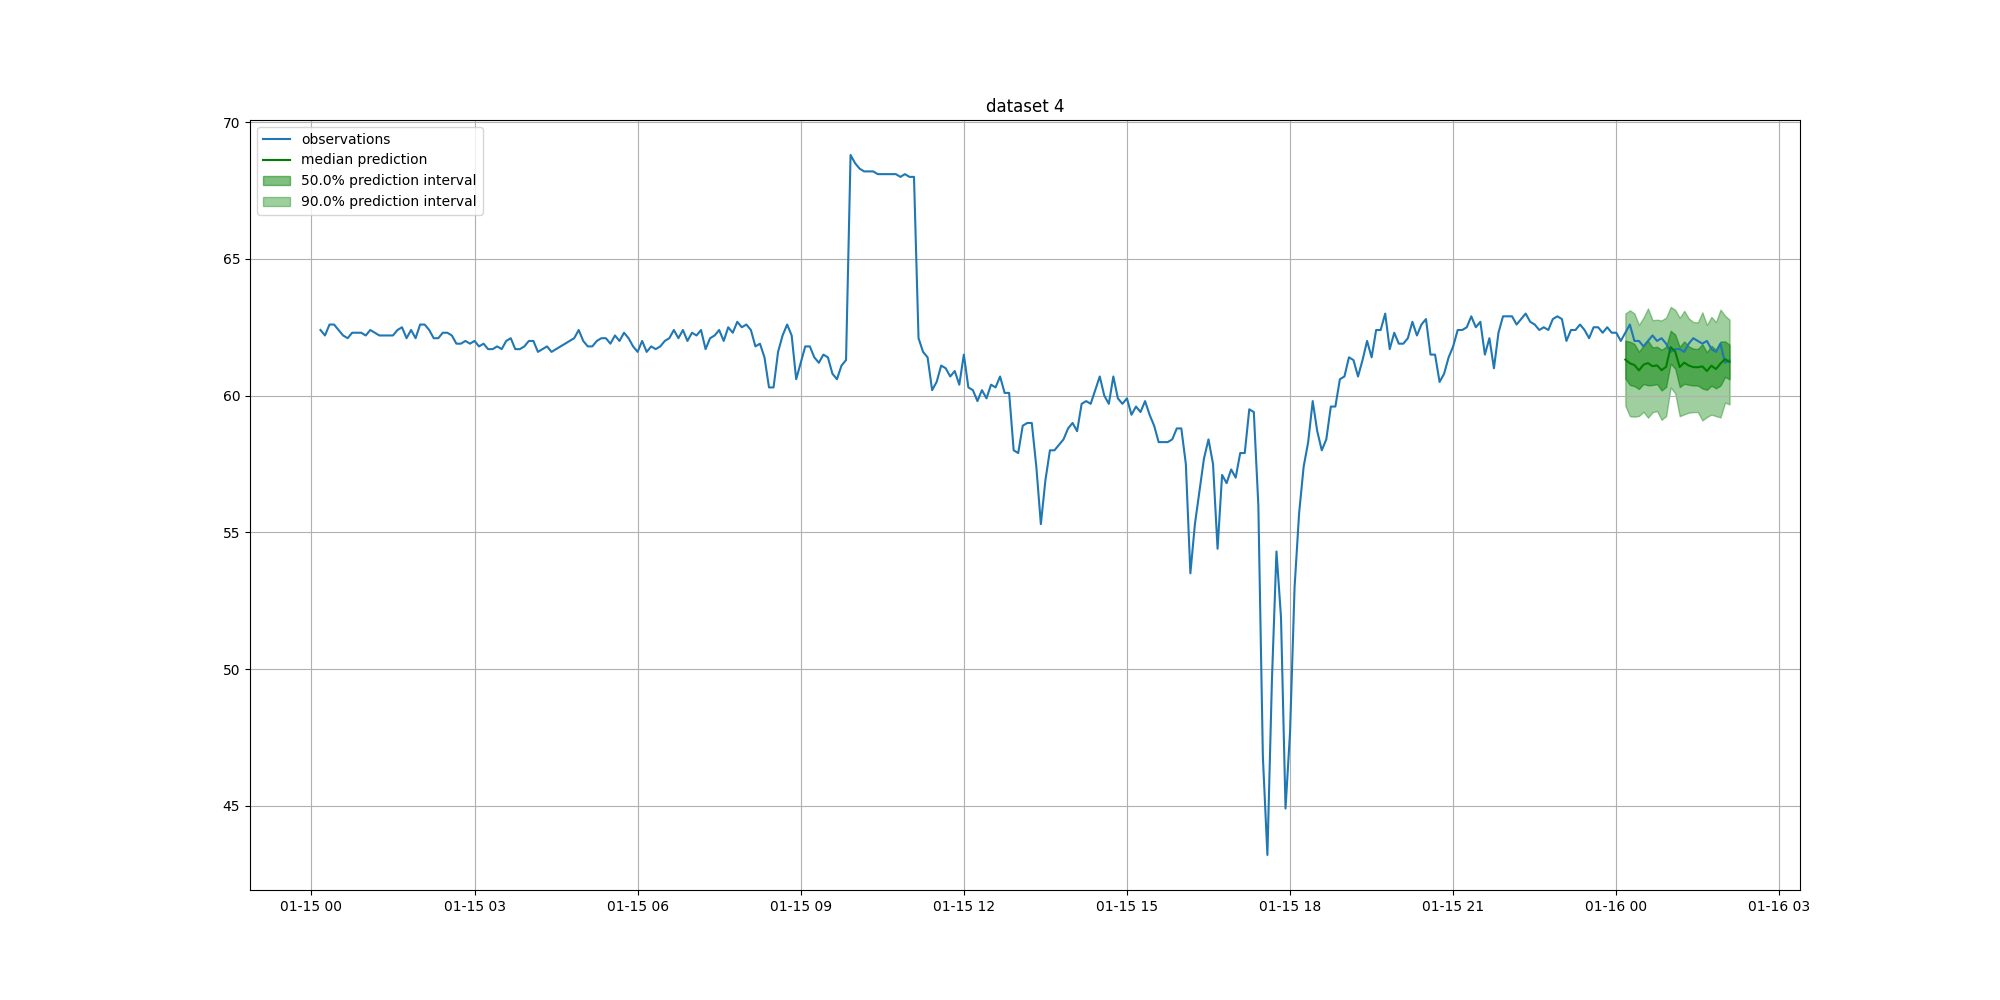 dataset 4
70
observations
median prediction
50.0% prediction interval
90.0% prediction interval
65
60
55
50
45
01-15 00 01-15 03 01-15 06 01-15 09 01-15 12 01-15 15 01-15 18 01-15 21 01-16 00 01-16 03